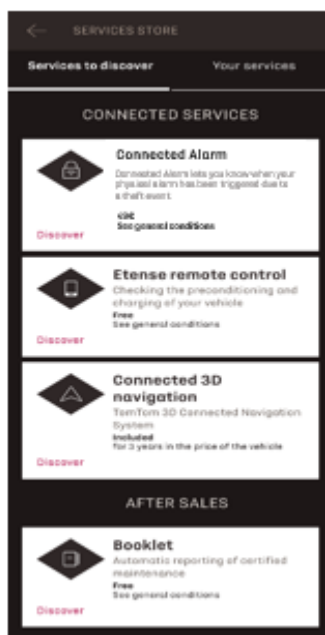 SERVICES STORE
Services to discover
Your services
CONNECTED SERVICES
Connected Alarm
Connected Alarm lets you know when your
physical alarm has been triggered due to
a theft event
49€
See general conditions
Discover
Etense remote control
Checking the preconditioning and
charging of your vehicle
Free
See general conditions
Discover
Connected 3D
navigation
TomTom 3D Connected Navigation
System
Included
for 3 years in the price of the vehicle
Discover
AFTER SALES
Booklet
Automatic reporting of certified
maintenance
Free
See general conditions
Discover